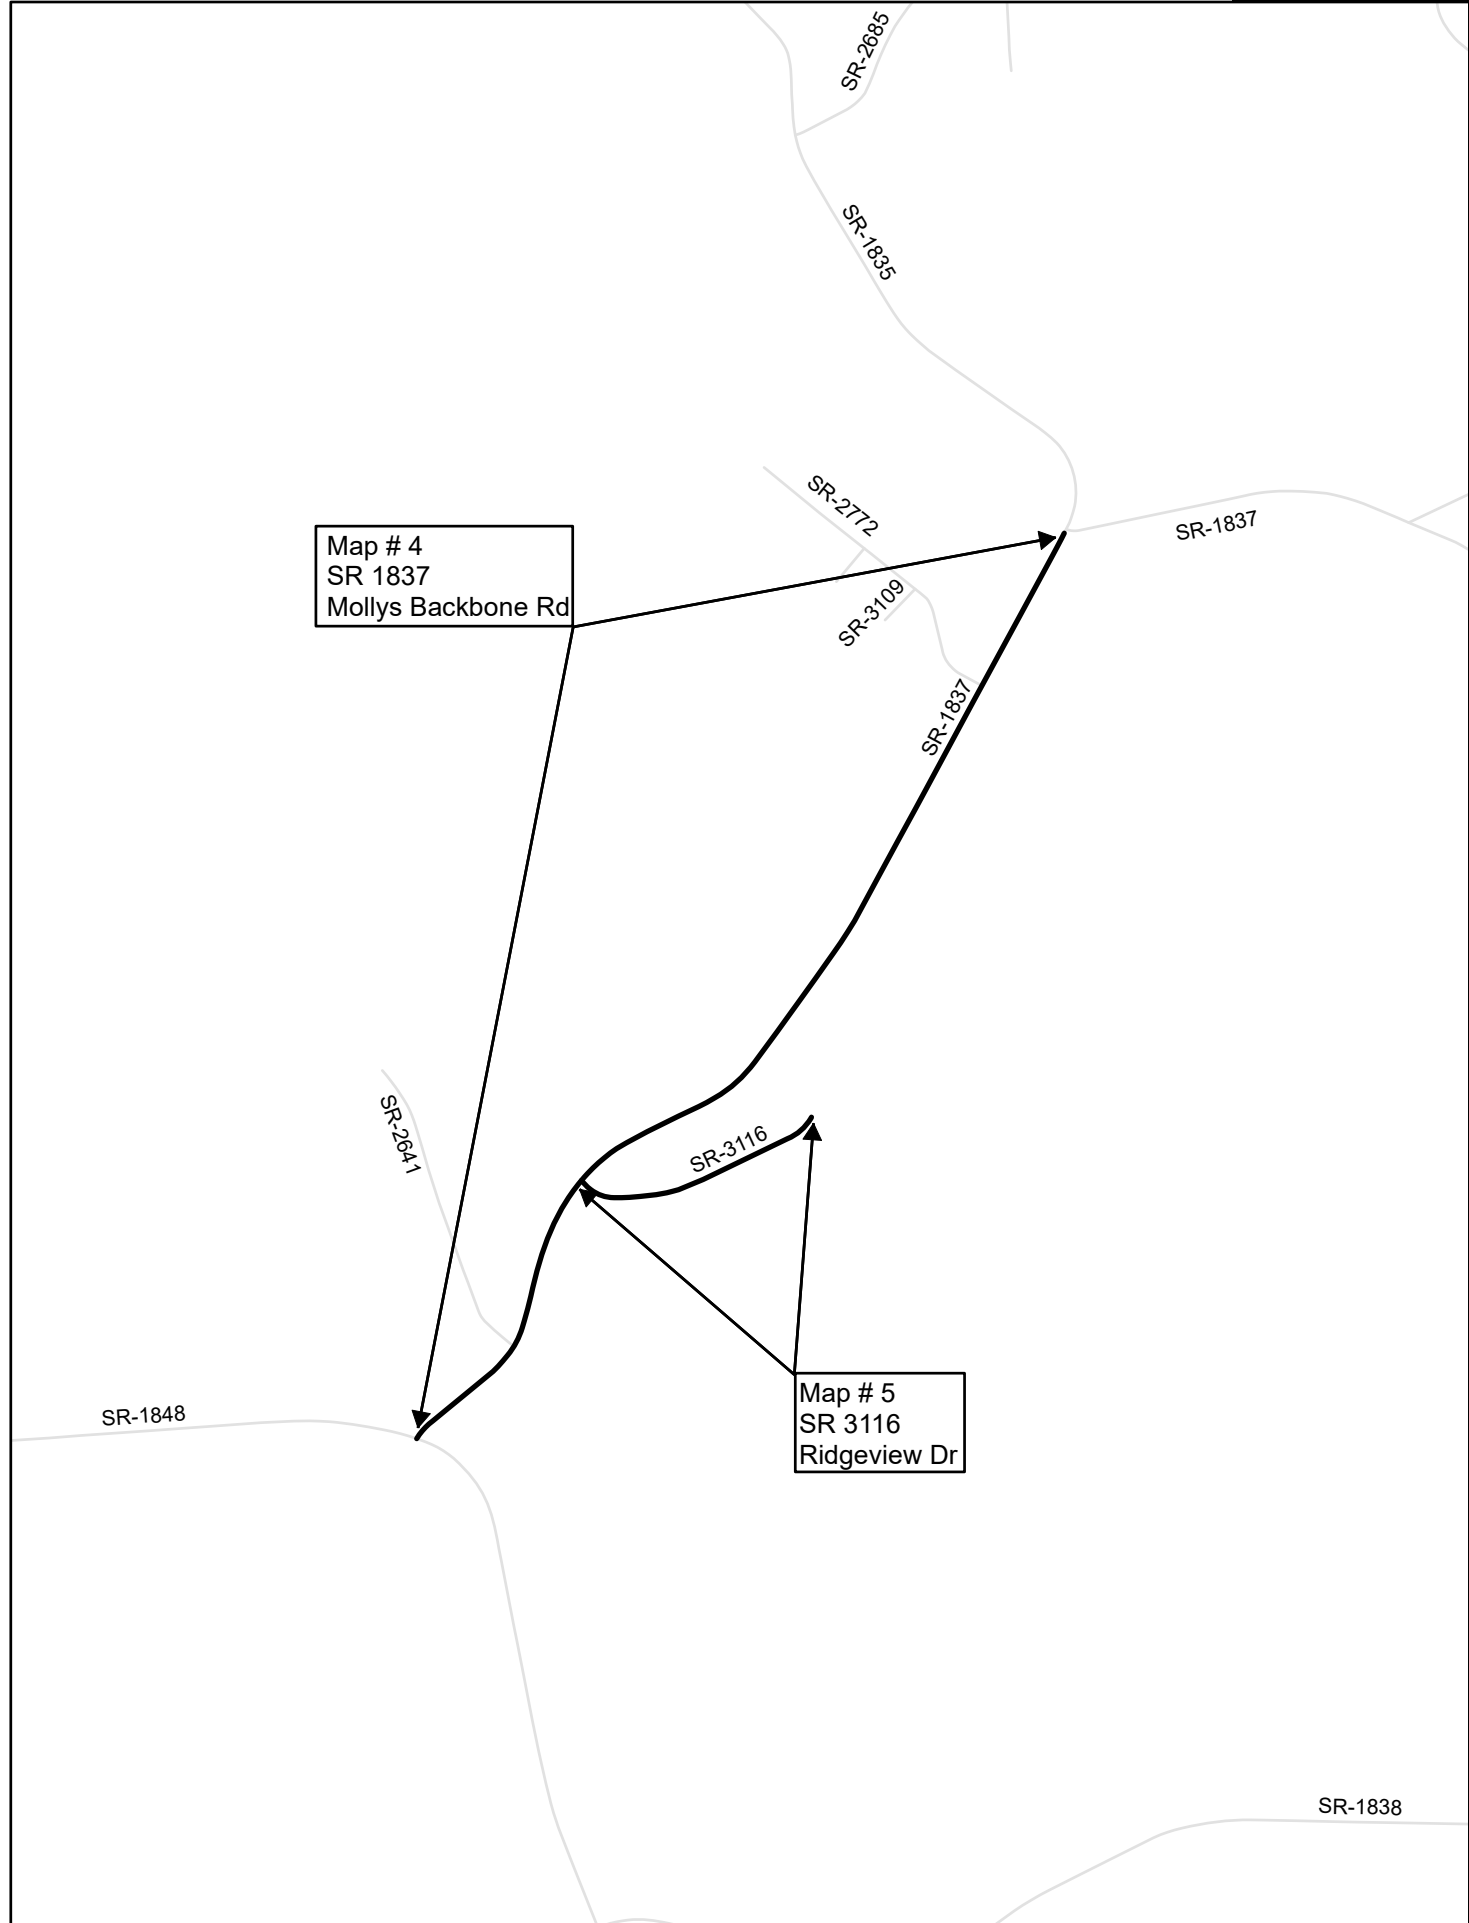 SR-2685
SR-1835
SR-2772
SR-1837
Map # 4
SR 1837
Mollys Backbone Rd
SR-3109
SR-1837
SR-2641
SR-3116
Map # 5
SR 3116
Ridgeview Dr
SR-1848
SR-1838